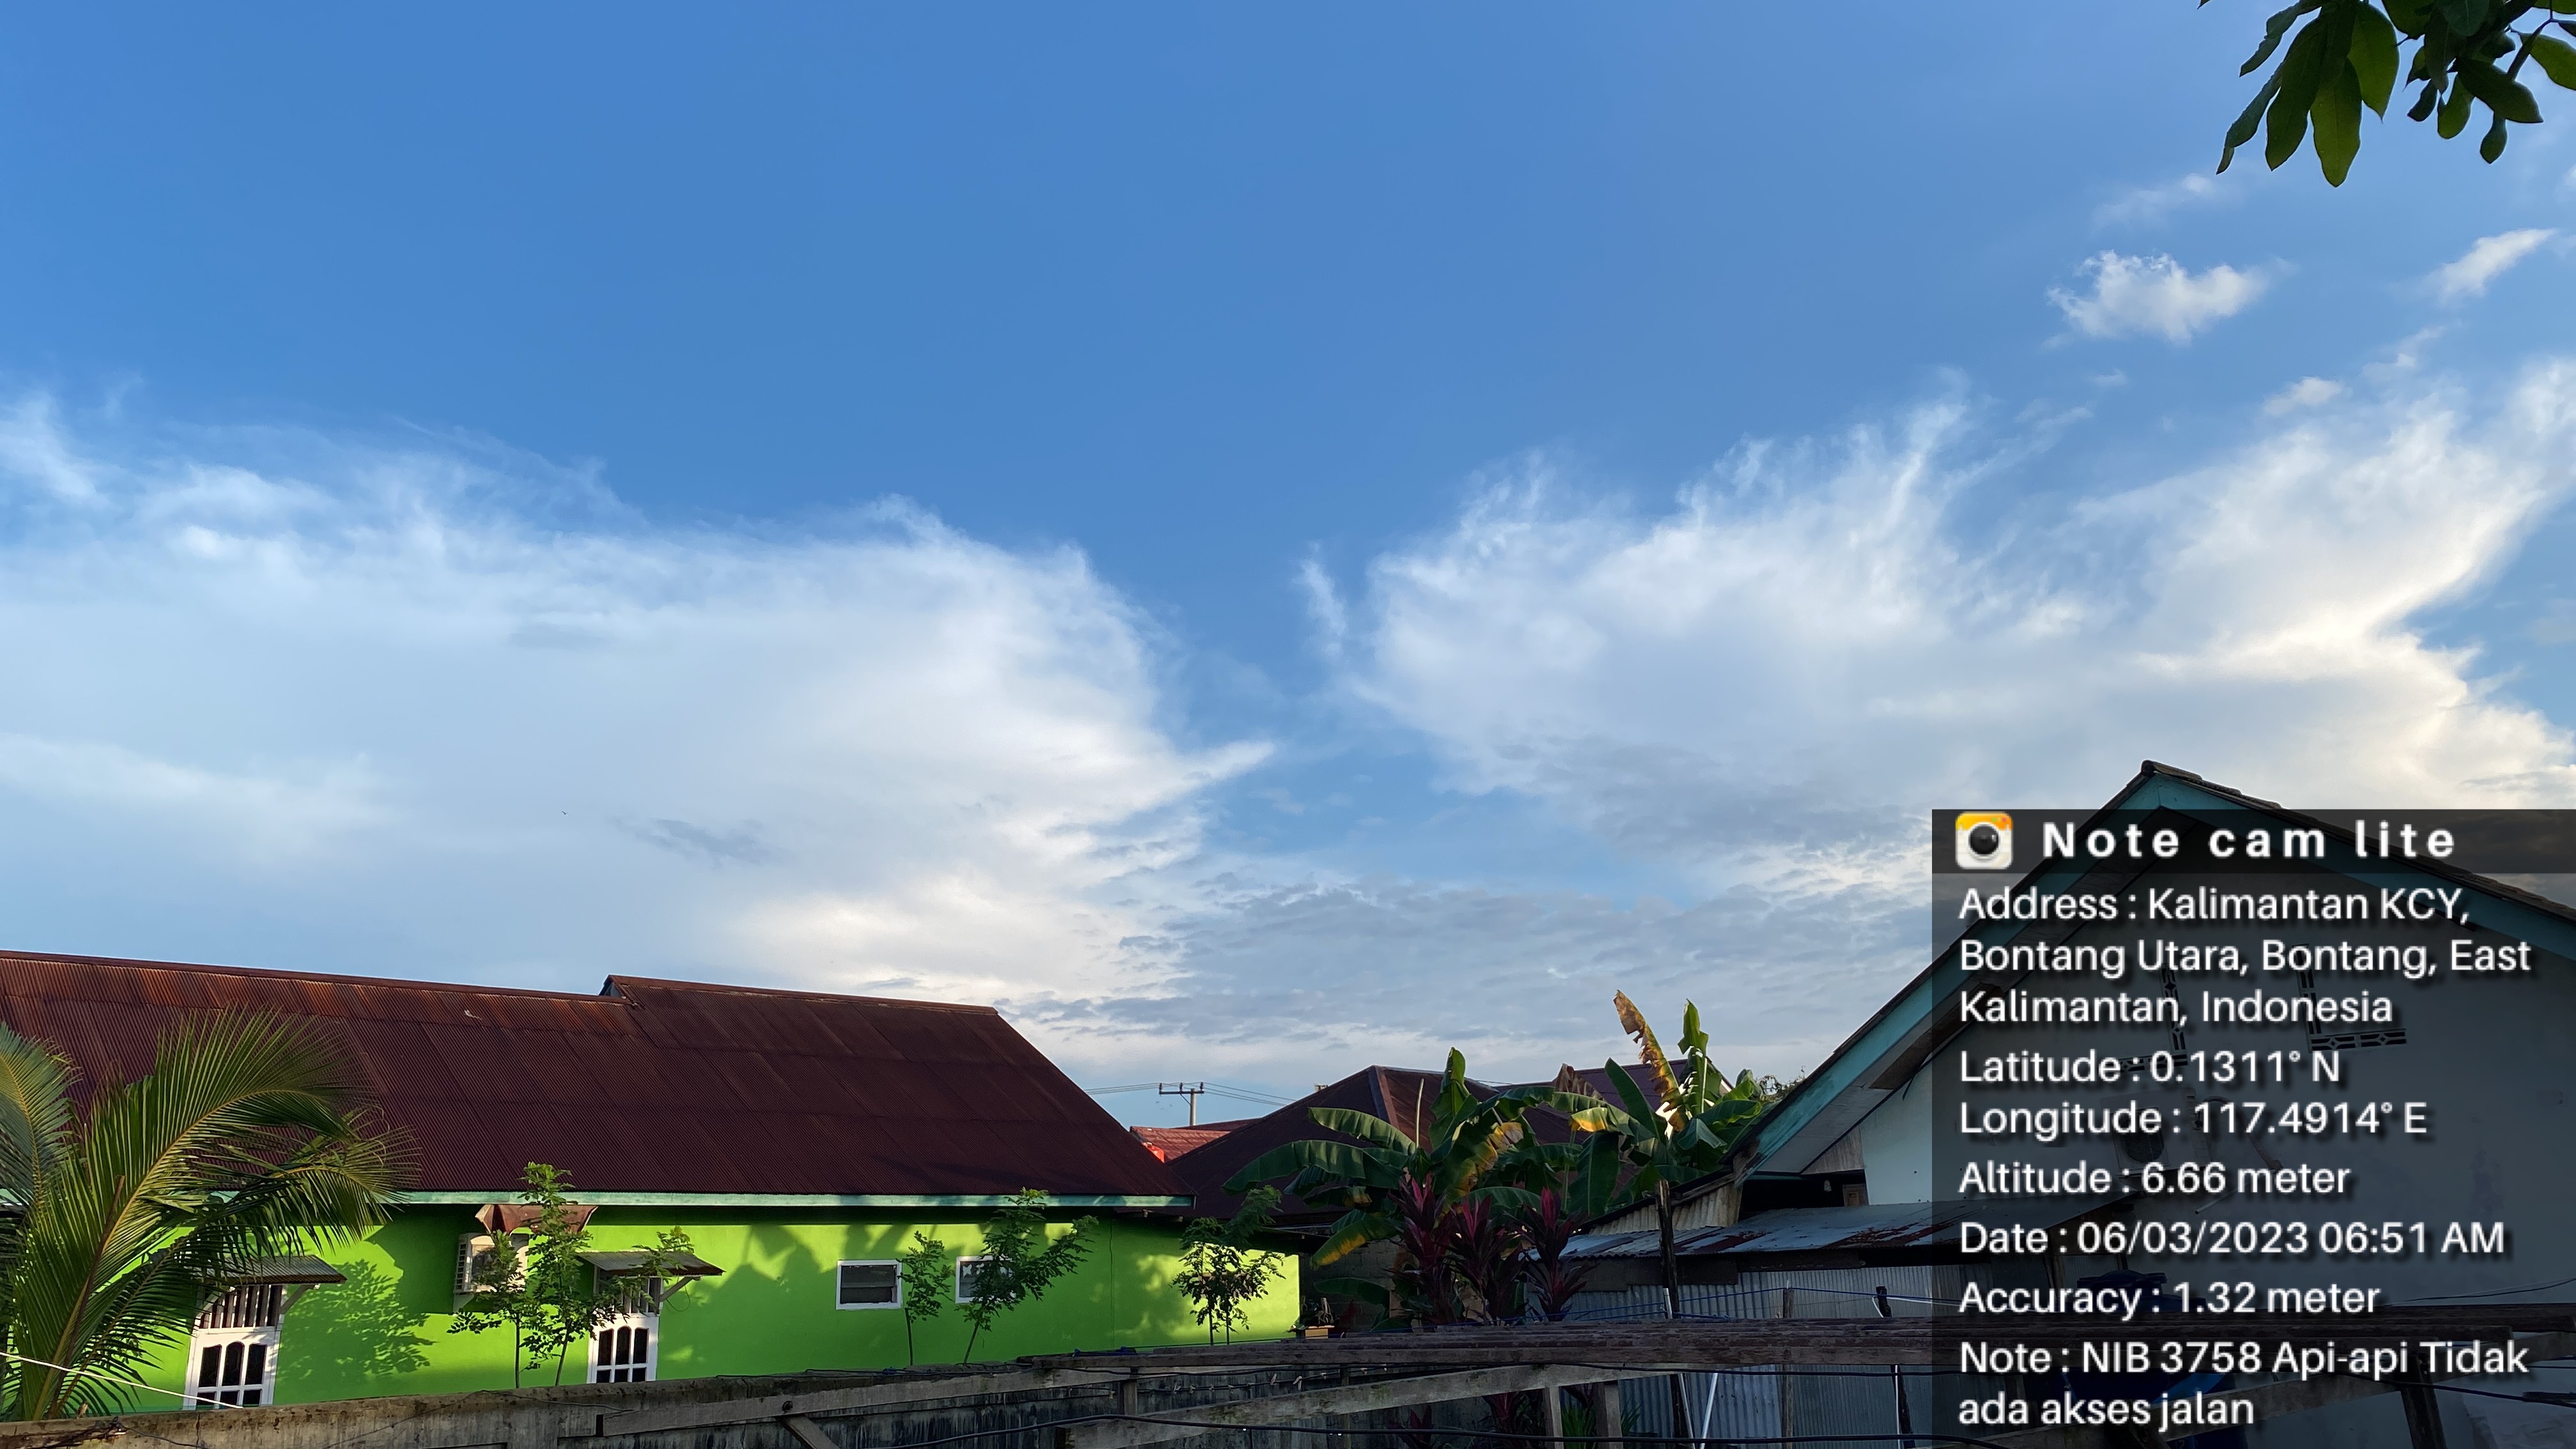 Note cam lite
Address : Kalimantan KCY,
Bontang Utara, Bontang, East
Kalimantan, Indonesia
Latitude : 0.1311° N
Longitude : 117.4914° E
Altitude : 6.66 meter
Date : 06/03/2023 06:51 AM
Accuracy : 1.32 meter
Note : NIB 3758 Api-api Tidak
ada akses jalan